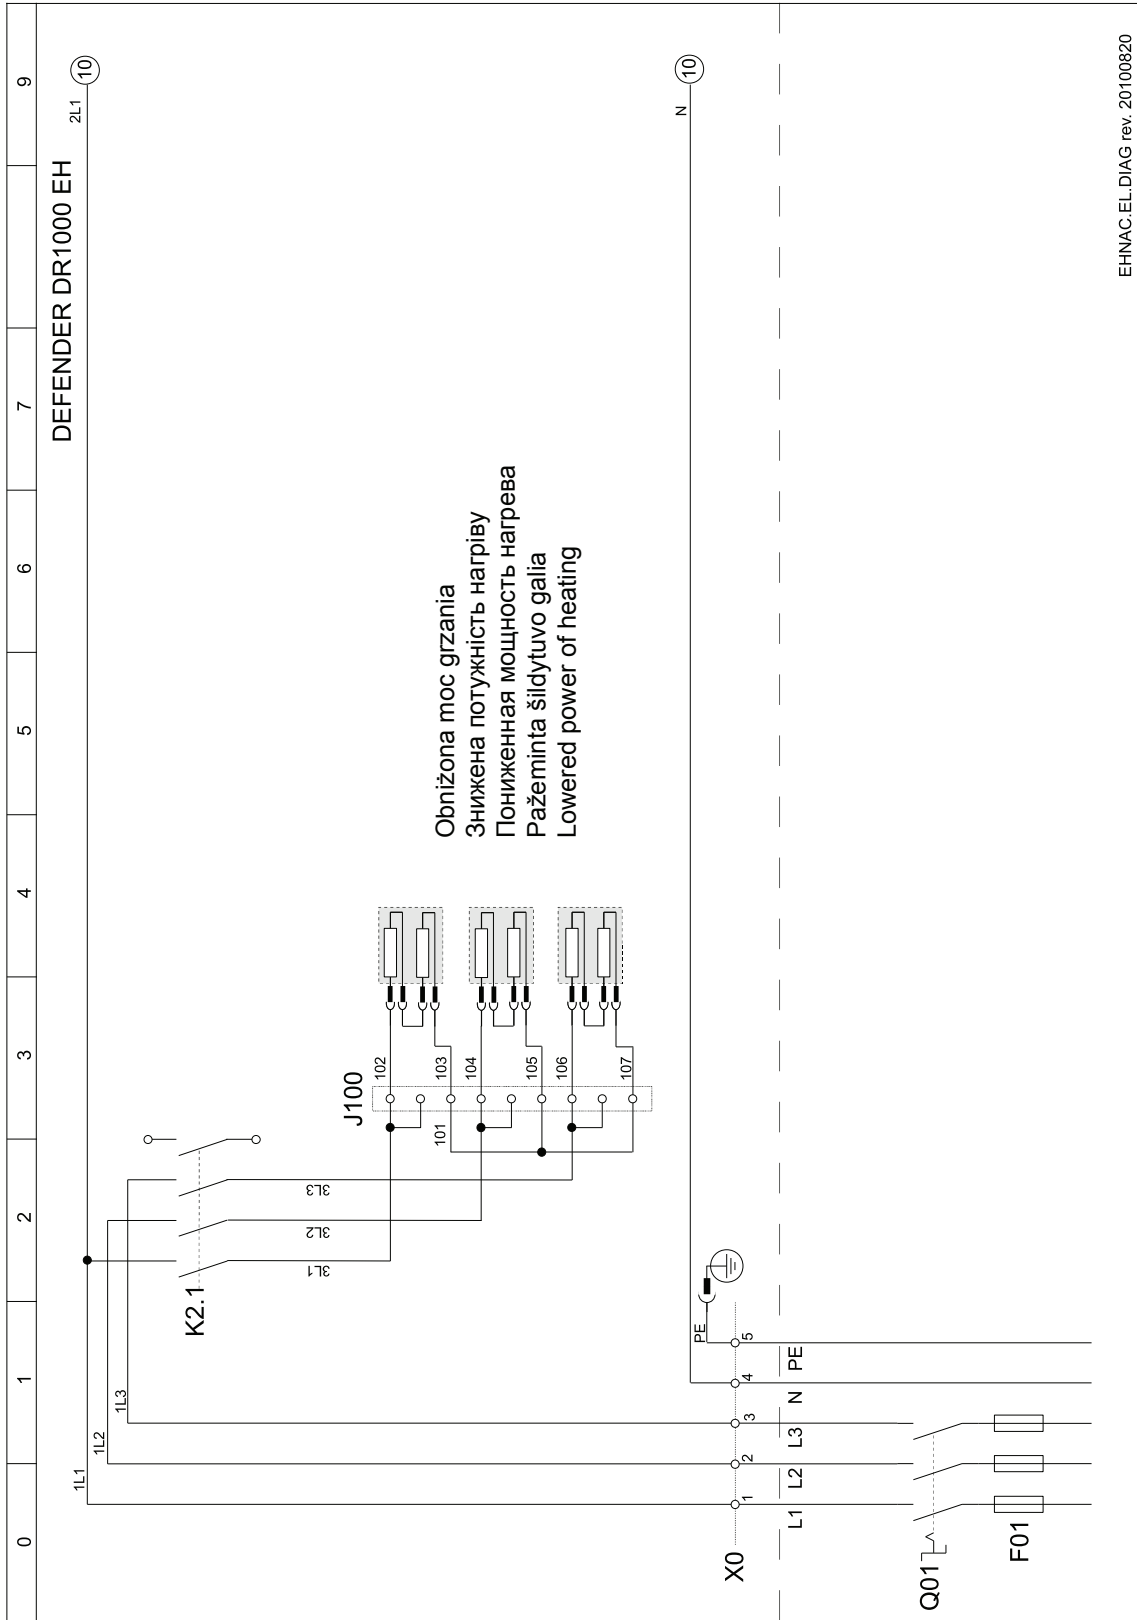 0 1 2 3 4 5 6 7 9
DEFENDER DR1000 EH
1L1
2L1
10
1L2
1L3
K2.1
3L1
3L2
3L3
J100
101
102
103
104
105
106
107
Obniżona moc grzania
Знижена потужність нагріву
Пониженная мощность нагрева
Pažeminta šildytuvo galia
Lowered power of heating
N
10
PE
X0
1 2 3 4 5
L1 L2 L3 N PE
Q01
F01
EHNAC.EL.DIAG rev. 20100820